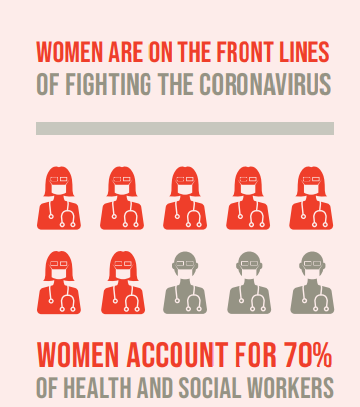 WOMEN ARE ON THE FRONT LINES
OF FIGHTING THE CORONAVIRUS
WOMEN ACCOUNT FOR 70%
OF HEALTH AND SOCIAL WORKERS